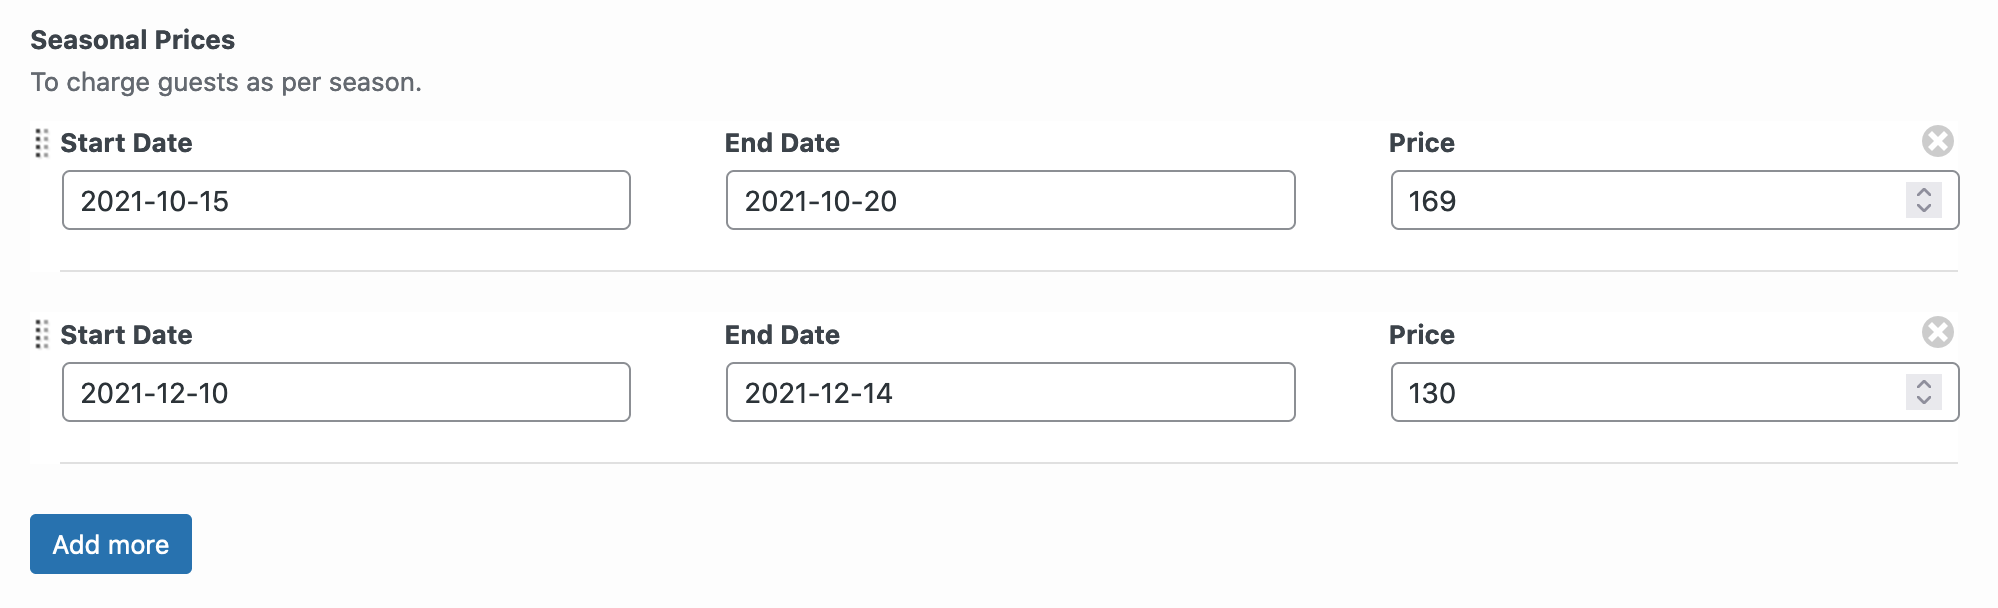 Seasonal Prices
To charge guests as per season.
Start Date End Date Price
2021-10-15 2021-10-20 169
Start Date End Date Price
2021-12-10 2021-12-14 130
Add more